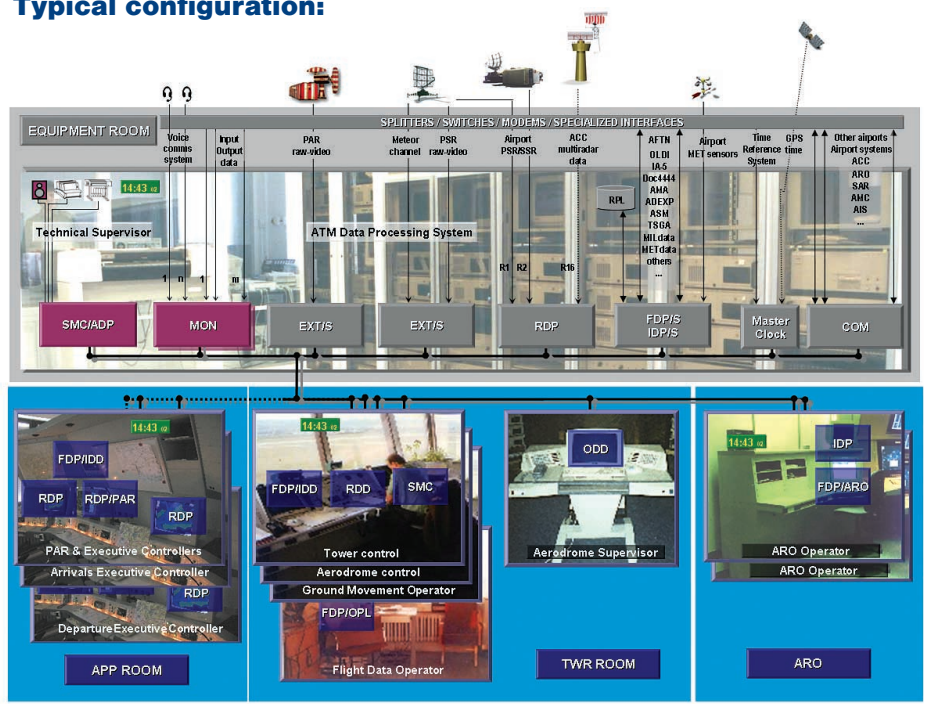 Typical configuration:
EQUIPMENT ROOM
SPLITTERS / SWITCHES / MODEMS / SPECIALIZED INTERFACES
Voice
comms
system
Input
Output
data
PAR
raw-video
Meteor
channel
PSR
raw-video
Airport
PSR/SSR
ACC
multiradar
data
AFTN
OLDI
IA-5
Doc4444
AMA
ADEXP
ASM
TSGA
MILdata
METdata
others
...
Airport
MET sensors
Time
Reference
System
GPS
time
Other airports
Airport systems
ACC
ARO
SAR
AMC
AIS
...
14:43 02
RPL
Technical Supervisor
ATM Data Processing System
1 n 1 m
R1 R2 R16
SMC/ADP
MON
EXT/S
EXT/S
RDP
FDP/S
IDP/S
Master
Clock
COM
14:43 02
FDP/IDD
RDP
RDP/PAR
RDP
PAR & Executive Controllers
Arrivals Executive Controller
RDP
Departure Executive Controller
APP ROOM
14:43 02
FDP/IDD
RDD
SMC
Tower control
Aerodrome control
Ground Movement Operator
FDP/OPL
Flight Data Operator
ODD
Aerodrome Supervisor
TWR ROOM
14:43 02
IDP
FDP/ARO
ARO Operator
ARO Operator
ARO